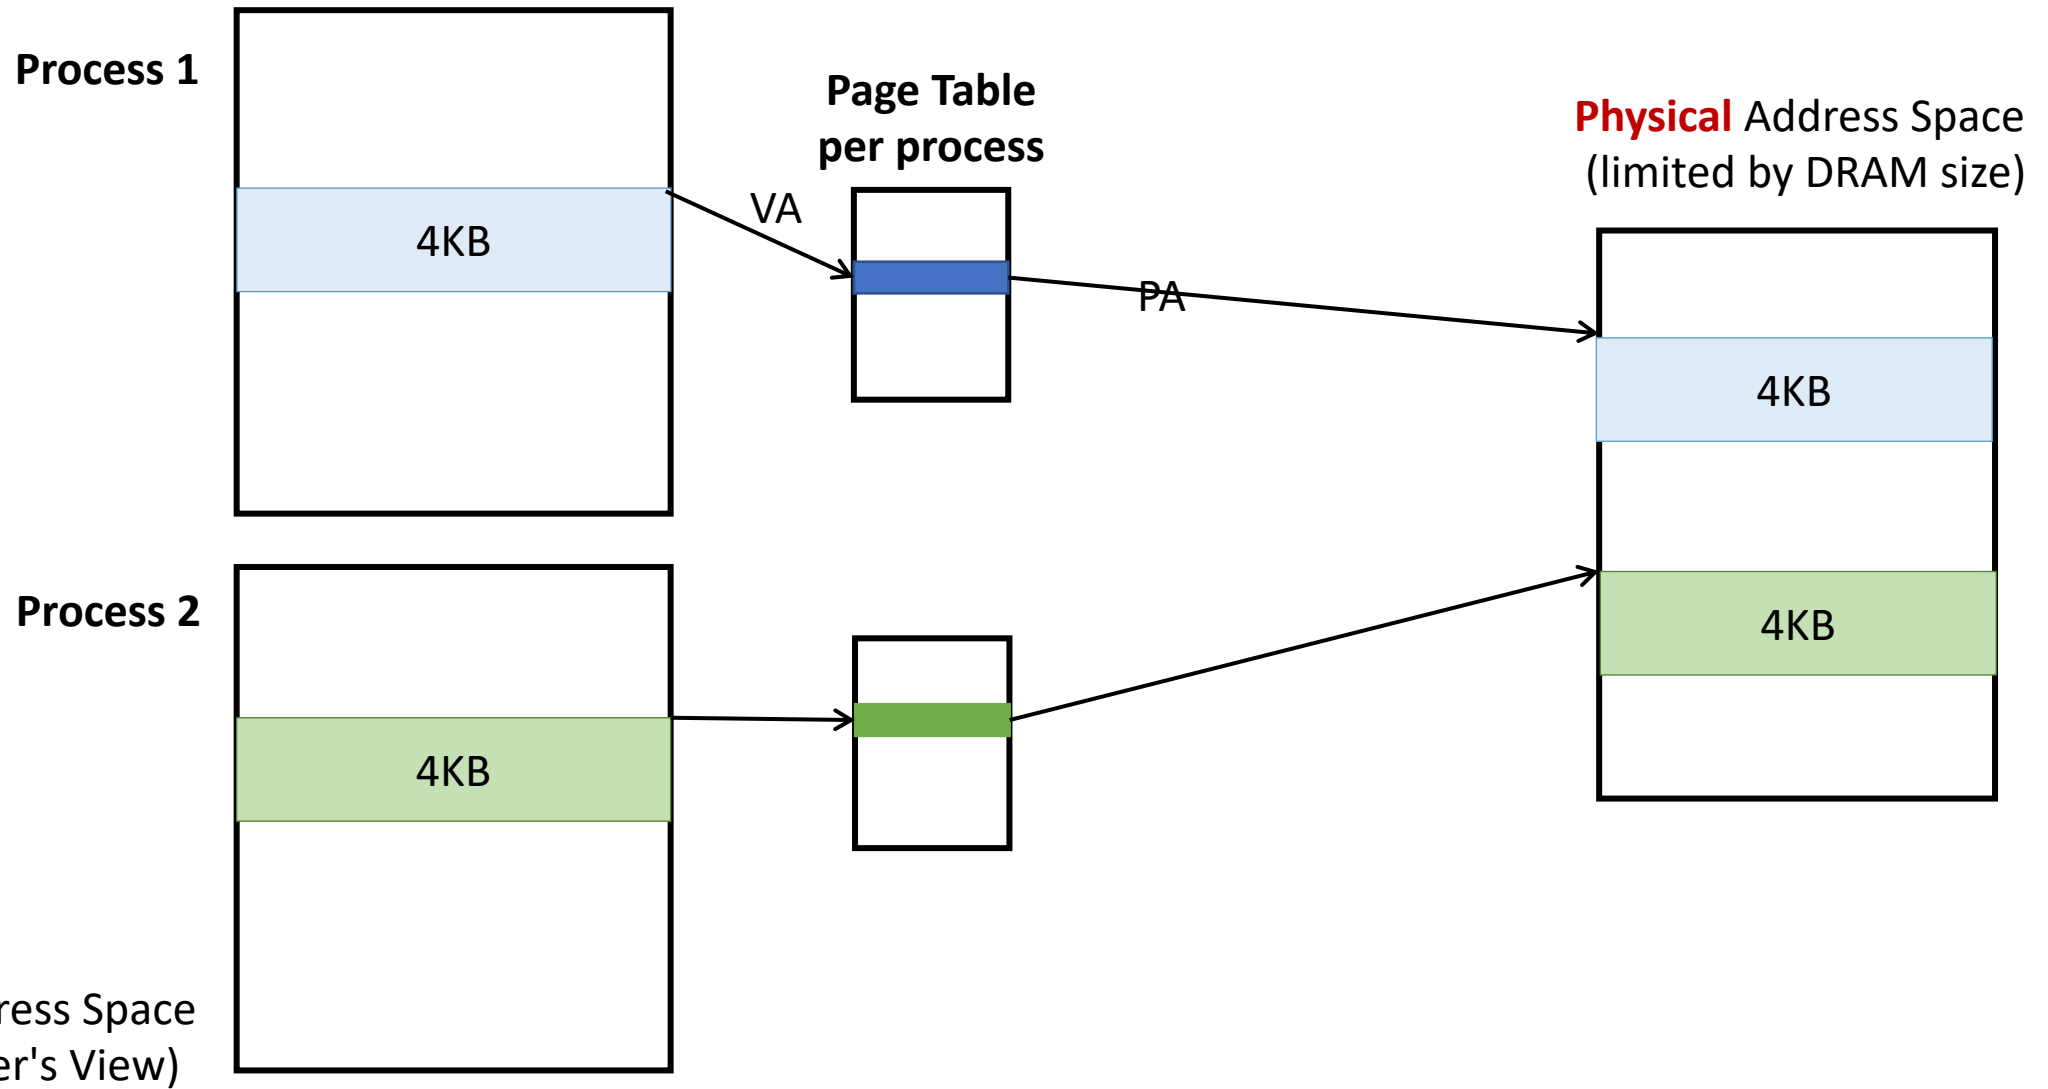 Process 1
Page Table
per process
Physical Address Space
(limited by DRAM size)
VA
4KB
PA
4KB
Process 2
4KB
4KB
ress Space
er's View)